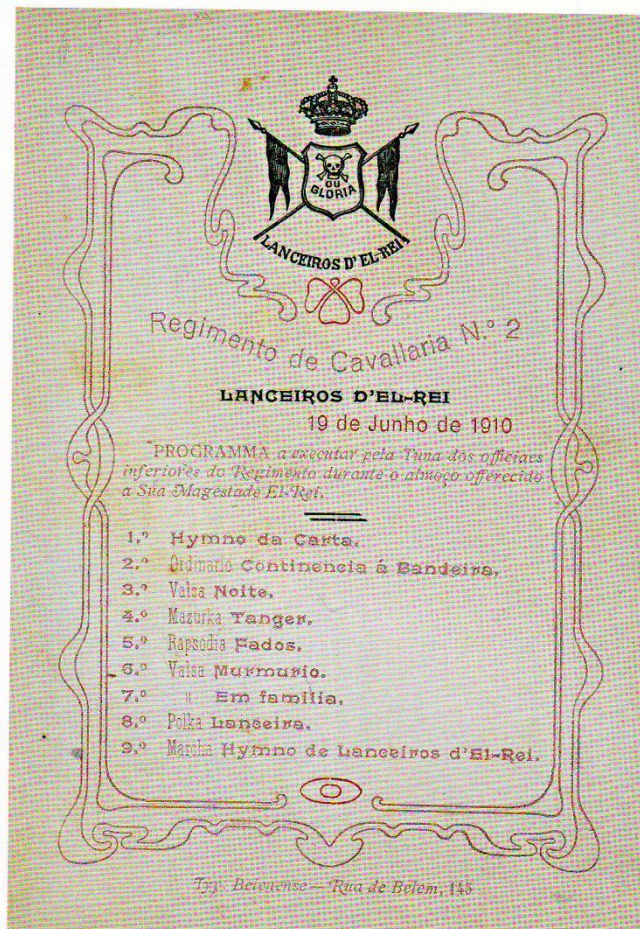 OU
GLORIA
LANCEIROS D'EL-REI
Regimento de Cavallaria N.º 2
LANCEIROS D'EL-REI
19 de Junho de 1910
PROGRAMMA a executar pela Tuna dos officiaes
inferiores do Regimento durante o almoço offerecido
a Sua Magestade El-Rei.
1.º Hymno da Carta.
2.º Ordinario Continencia á Bandeira.
3.º Valsa Noite.
4.º Mazurka Tanger.
5.º Rapsodia Fados.
6.º Valsa Murmurio.
7.º " Em familia.
8.º Polka Lanceira.
9.º Marcha Hymno de Lanceiros d'El-Rei.
Typ. Belenense — Rua de Belem, 145